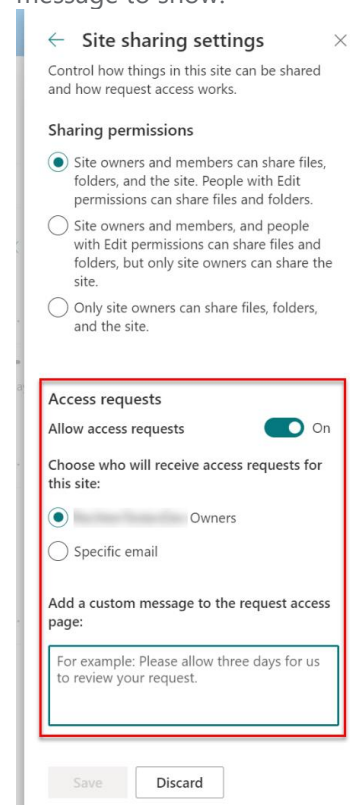 message to show.
Site sharing settings
Control how things in this site can be shared
and how request access works.
Sharing permissions
Site owners and members can share files,
folders, and the site. People with Edit
permissions can share files and folders.
Site owners and members, and people
with Edit permissions can share files and
folders, but only site owners can share the
site.
Only site owners can share files, folders,
and the site.
Access requests
Allow access requests
On
Choose who will receive access requests for
this site:
Owners
Specific email
Add a custom message to the request access
page:
For example: Please allow three days for us
to review your request.
Save
Discard